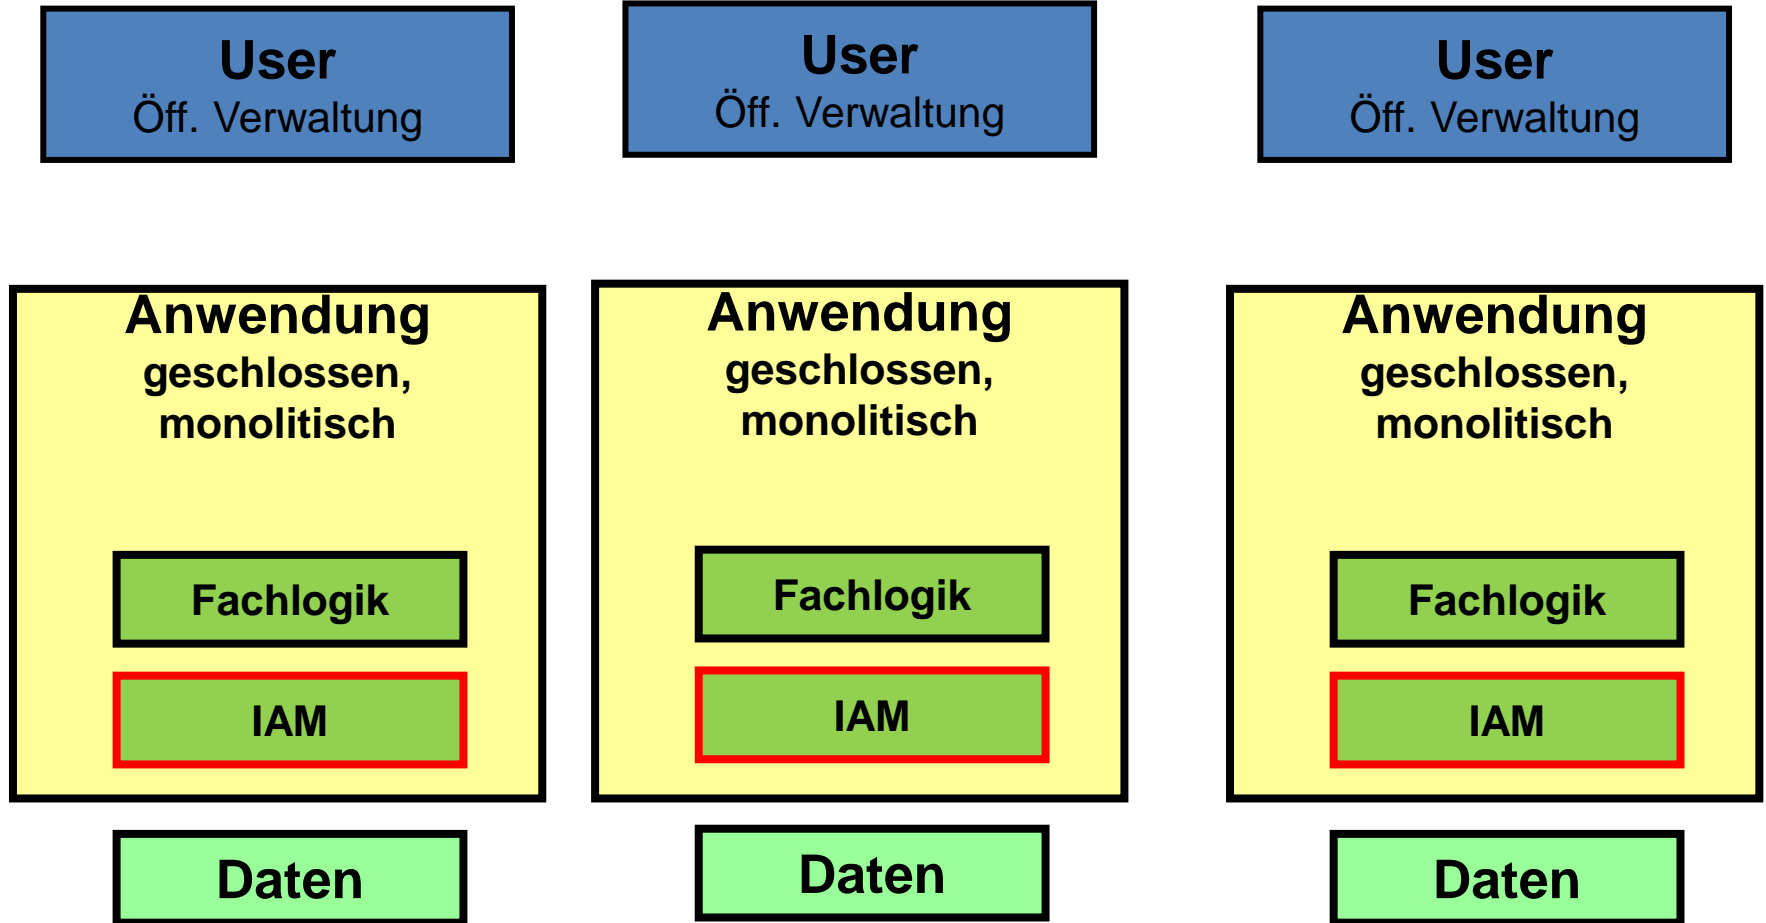 User
Öff. Verwaltung
User
Öff. Verwaltung
User
Öff. Verwaltung
Anwendung
geschlossen,
monolitisch
Fachlogik
IAM
Anwendung
geschlossen,
monolitisch
Fachlogik
IAM
Anwendung
geschlossen,
monolitisch
Fachlogik
IAM
Daten
Daten
Daten